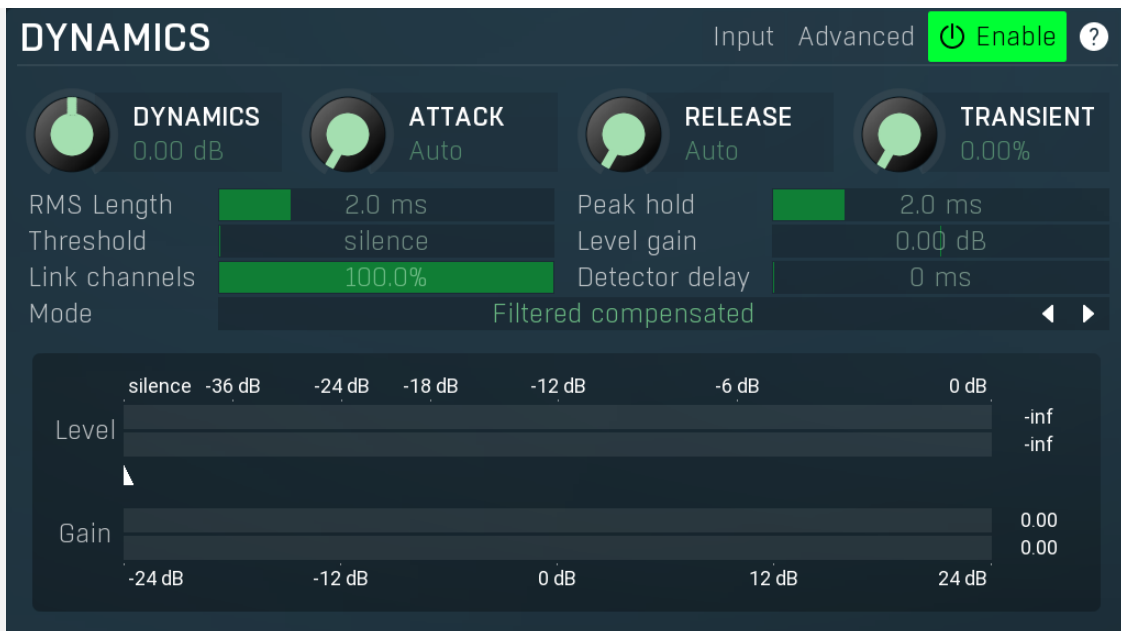 DYNAMICS Input Advanced Enable ?
DYNAMICS ATTACK RELEASE TRANSIENT
0.00 dB Auto Auto 0.00%
RMS Length 2.0 ms Peak hold 2.0 ms
Threshold silence Level gain 0.00 dB
Link channels 100.0% Detector delay 0 ms
Mode Filtered compensated
silence -36 dB -24 dB -18 dB -12 dB -6 dB 0 dB
Level -inf
-inf
Gain 0.00
0.00
-24 dB -12 dB 0 dB 12 dB 24 dB